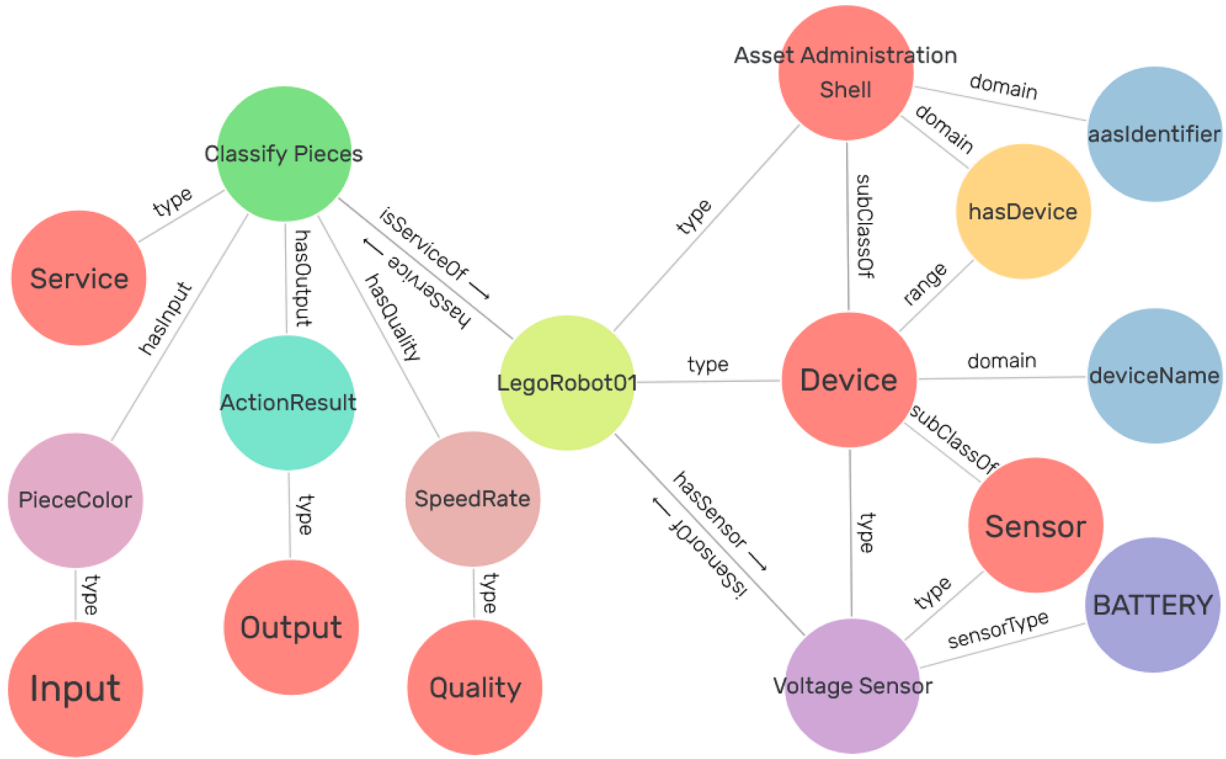 Asset Administration
Shell
domain
aasIdentifier
domain
Classify Pieces
type
isServiceOf →
hasService →
type
subClassOf
hasDevice
Service
hasOutput
hasInput
hasQuality
range
ActionResult
LegoRobot01
type
Device
domain
deviceName
subClassOf
PieceColor
SpeedRate
type
hasSensor →
isSensorOf →
type
Sensor
type
type
type
sensorType
BATTERY
Output
Input
Quality
Voltage Sensor